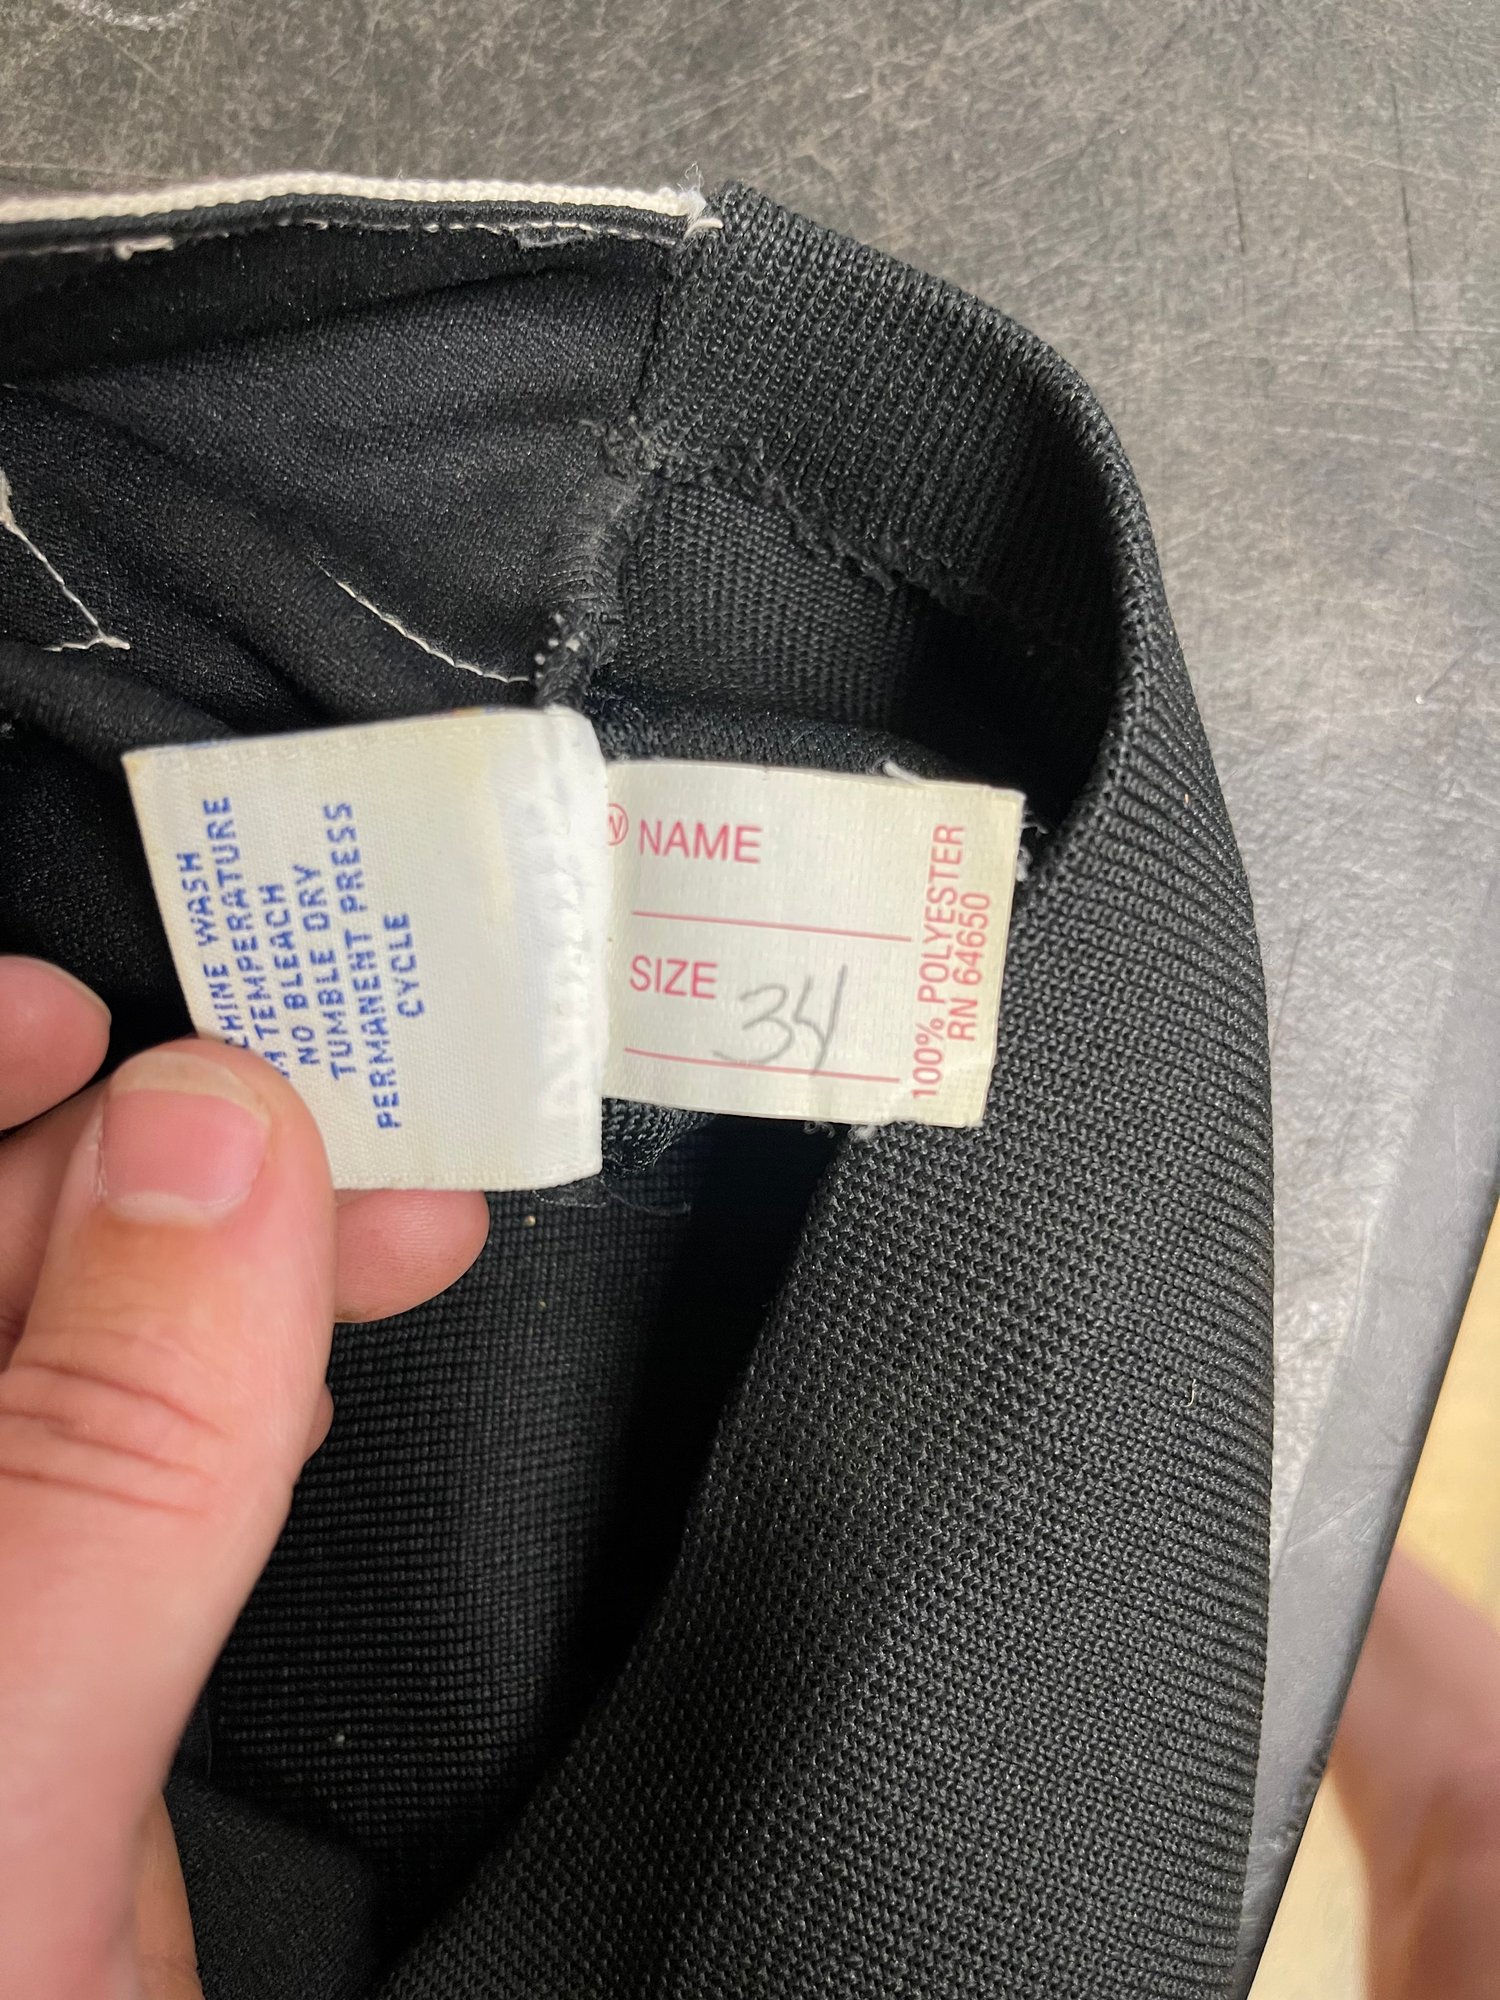 CHINE WASH
M TEMPERATURE
NO BLEACH
TUMBLE DRY
PERMANENT PRESS
CYCLE
W NAME
SIZE 34
100% POLYESTER
RN 64650